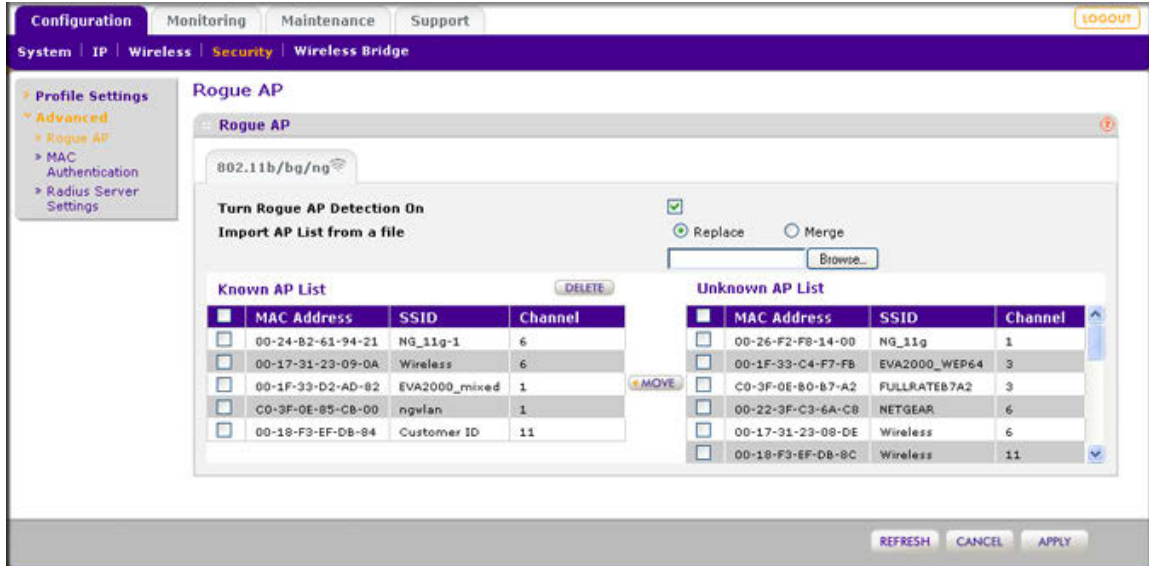 Configuration Monitoring Maintenance Support LOGOUT
System IP Wireless Security Wireless Bridge
Profile Settings
Advanced
Rogue AP
MAC Authentication
Radius Server Settings
Rogue AP
Rogue AP ?
802.11b/bg/ng
Turn Rogue AP Detection On
Import AP List from a file Replace Merge
Browse...
Known AP List DELETE
MAC Address SSID Channel
00-24-B2-61-94-21 NG_11g-1 6
00-17-31-23-09-0A Wireless 6
00-1F-33-D2-AD-82 EVA2000_mixed 1
C0-3F-0E-85-CB-00 ngwlan 1
00-18-F3-EF-DB-84 Customer ID 11
MOVE
Unknown AP List
MAC Address SSID Channel
00-26-F2-F8-14-00 NG_11g 1
00-1F-33-C4-F7-FB EVA2000_WEP64 3
C0-3F-0E-B0-B7-A2 FULLRATEB7A2 3
00-22-3F-C3-6A-C8 NETGEAR 6
00-17-31-23-08-DE Wireless 6
00-18-F3-EF-DB-8C Wireless 11
REFRESH CANCEL APPLY